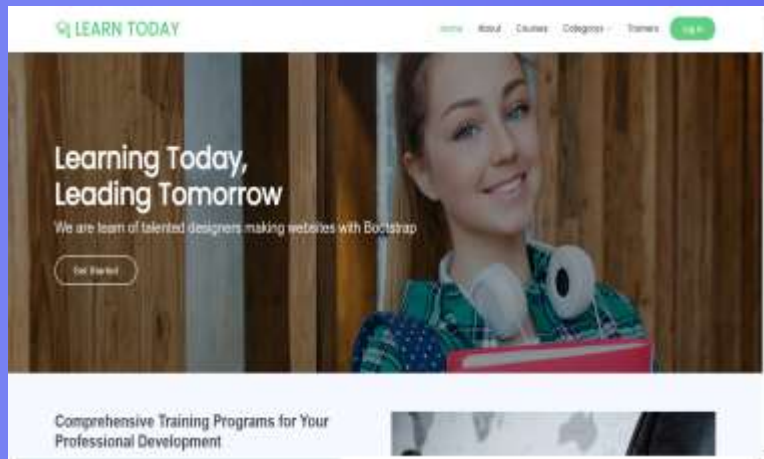 LEARN TODAY
Home About Courses Categorys Trainers Log In
Learning Today,
Leading Tomorrow
We are team of talented designers making websites with Bootstrap
Get Started
Comprehensive Training Programs for Your
Professional Development